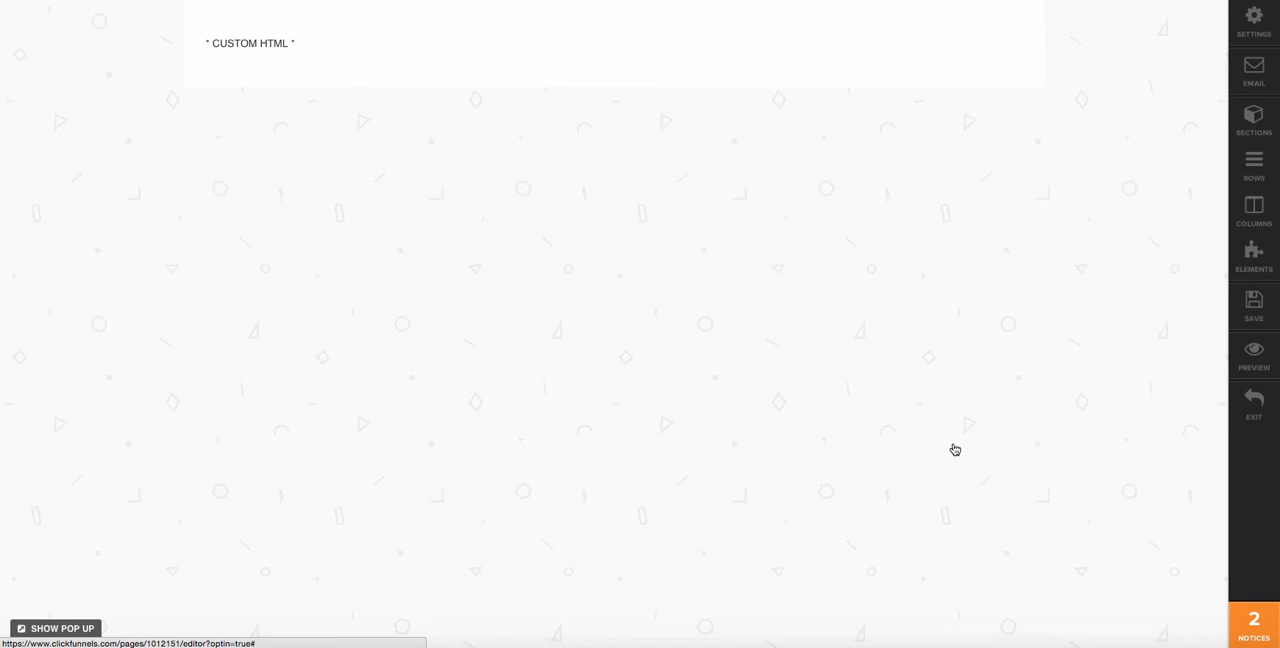 * CUSTOM HTML *
SETTINGS
EMAIL
SECTIONS
ROWS
COLUMNS
ELEMENTS
SAVE
PREVIEW
EXIT
2
NOTICES
SHOW POP UP
https://www.clickfunnels.com/pages/1012151/editor?optin=true#